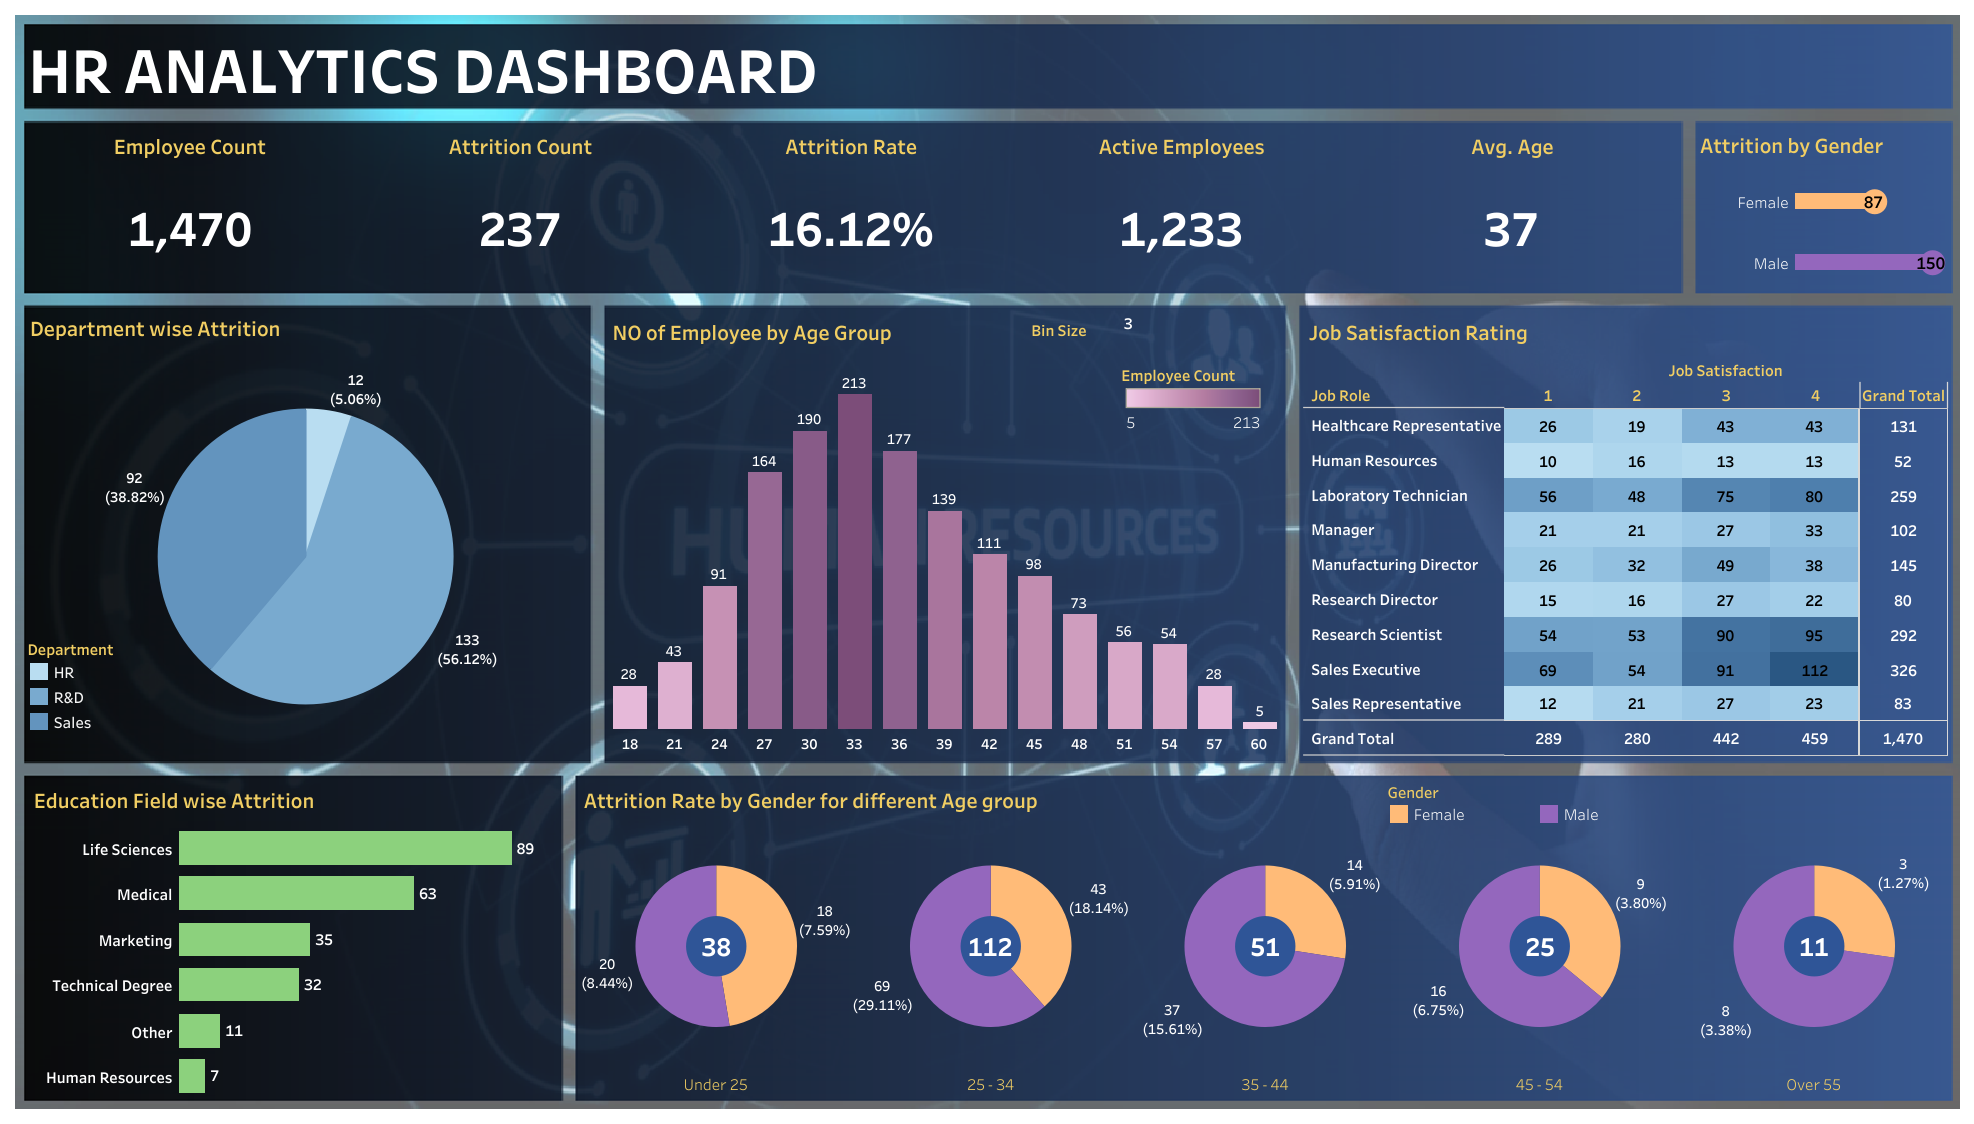 HR ANALYTICS DASHBOARD
Employee Count
Attrition Count
Attrition Rate
Active Employees
Avg. Age
1,470
237
16.12%
1,233
37
Attrition by Gender
Female 87
Male 150
Department wise Attrition
12
(5.06%)
92
(38.82%)
133
(56.12%)
Department
HR
R&D
Sales
NO of Employee by Age Group
Bin Size 3
Employee Count
5 213
28
43
91
164
190
213
177
139
111
98
73
56
54
28
5
18 21 24 27 30 33 36 39 42 45 48 51 54 57 60
HUMAN RESOURCES
Job Satisfaction Rating
Job Satisfaction
Job Role 1 2 3 4 Grand Total
Healthcare Representative 26 19 43 43 131
Human Resources 10 16 13 13 52
Laboratory Technician 56 48 75 80 259
Manager 21 21 27 33 102
Manufacturing Director 26 32 49 38 145
Research Director 15 16 27 22 80
Research Scientist 54 53 90 95 292
Sales Executive 69 54 91 112 326
Sales Representative 12 21 27 23 83
Grand Total 289 280 442 459 1,470
Education Field wise Attrition
Life Sciences 89
Medical 63
Marketing 35
Technical Degree 32
Other 11
Human Resources 7
Attrition Rate by Gender for different Age group
Gender
Female
Male
18
(7.59%)
38
20
(8.44%)
Under 25
43
(18.14%)
112
69
(29.11%)
25 - 34
14
(5.91%)
51
37
(15.61%)
35 - 44
9
(3.80%)
25
16
(6.75%)
45 - 54
3
(1.27%)
11
8
(3.38%)
Over 55